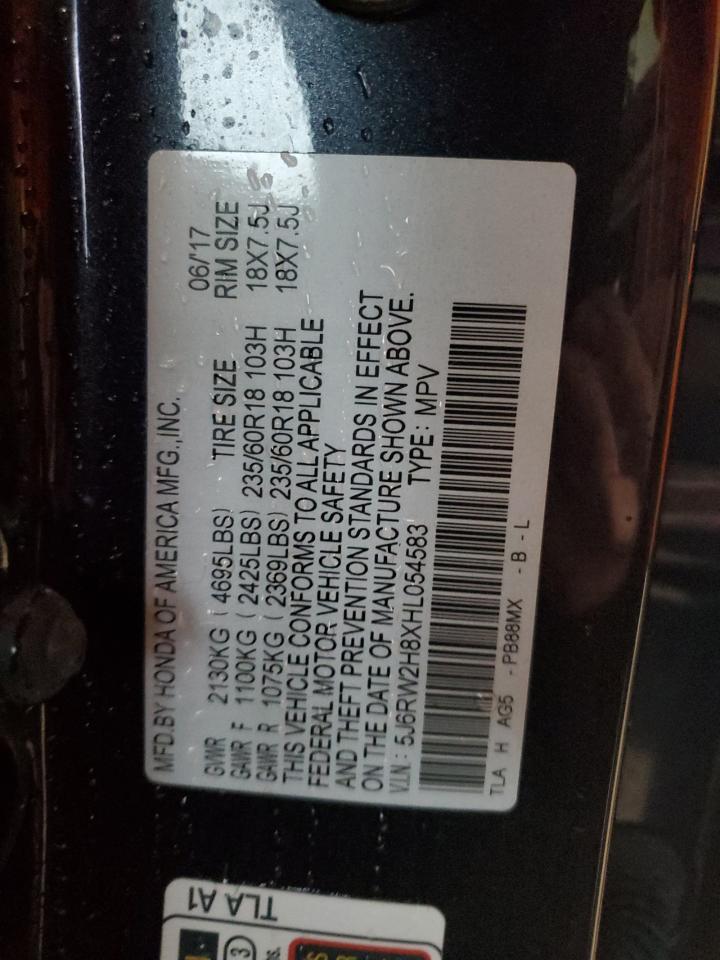 MFD.BY HONDA OF AMERICA MFG.,INC.
06/'17
GVWR 2130KG ( 4695LBS) TIRE SIZE RIM SIZE
GAWR F 1100KG ( 2425LBS) 235/60R18 103H 18X7.5J
GAWR R 1075KG ( 2369LBS) 235/60R18 103H 18X7.5J
THIS VEHICLE CONFORMS TO ALL APPLICABLE
FEDERAL MOTOR VEHICLE SAFETY
AND THEFT PREVENTION STANDARDS IN EFFECT
ON THE DATE OF MANUFACTURE SHOWN ABOVE.
V.I.N : 5J6RW2H8XHL054583 TYPE: MPV
TLA H AG5 - PB88MX - B - L
TLA A1
3